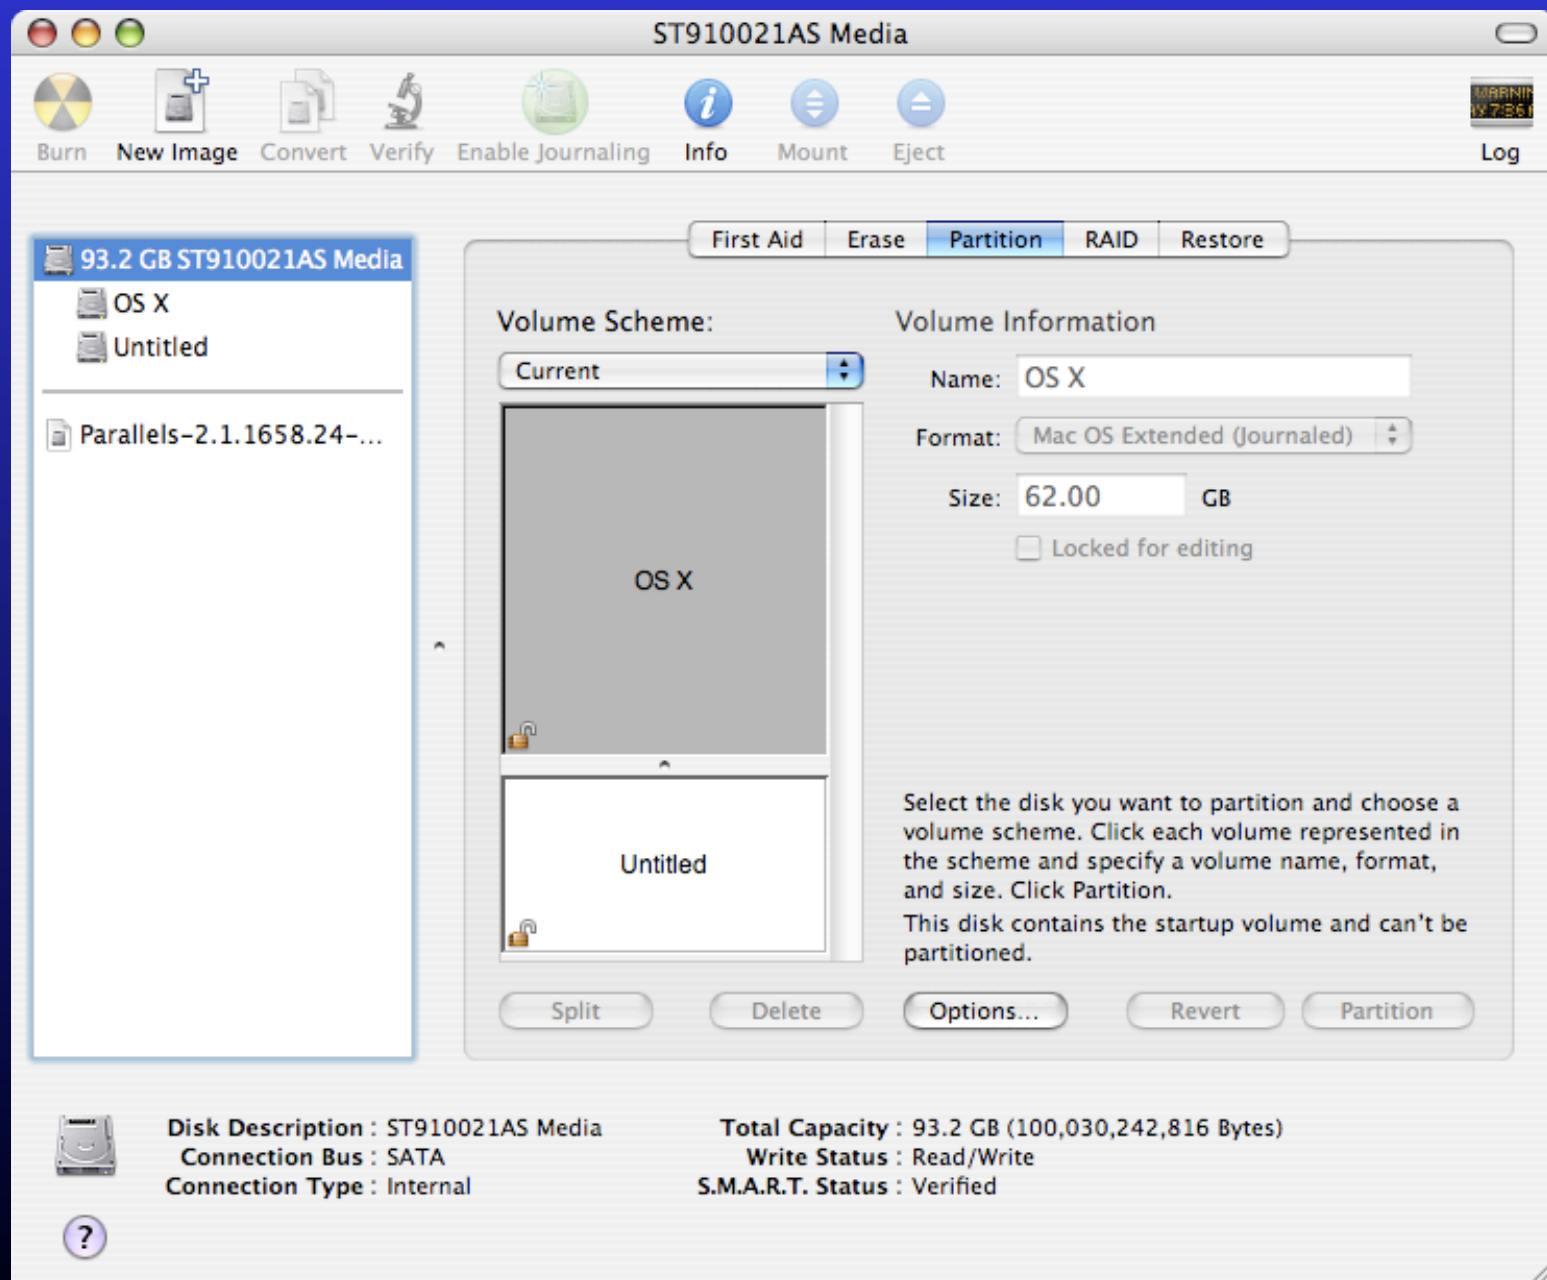 ST910021AS Media
Burn
New Image
Convert
Verify
Enable Journaling
Info
Mount
Eject
Log
93.2 GB ST910021AS Media
OS X
Untitled
Parallels-2.1.1658.24-...
First Aid
Erase
Partition
RAID
Restore
Volume Scheme:
Current
OS X
Untitled
Volume Information
Name: OS X
Format: Mac OS Extended (Journaled)
Size: 62.00 GB
Locked for editing
Select the disk you want to partition and choose a
volume scheme. Click each volume represented in
the scheme and specify a volume name, format,
and size. Click Partition.
This disk contains the startup volume and can't be
partitioned.
Split
Delete
Options...
Revert
Partition
Disk Description : ST910021AS Media
Connection Bus : SATA
Connection Type : Internal
Total Capacity : 93.2 GB (100,030,242,816 Bytes)
Write Status : Read/Write
S.M.A.R.T. Status : Verified
?